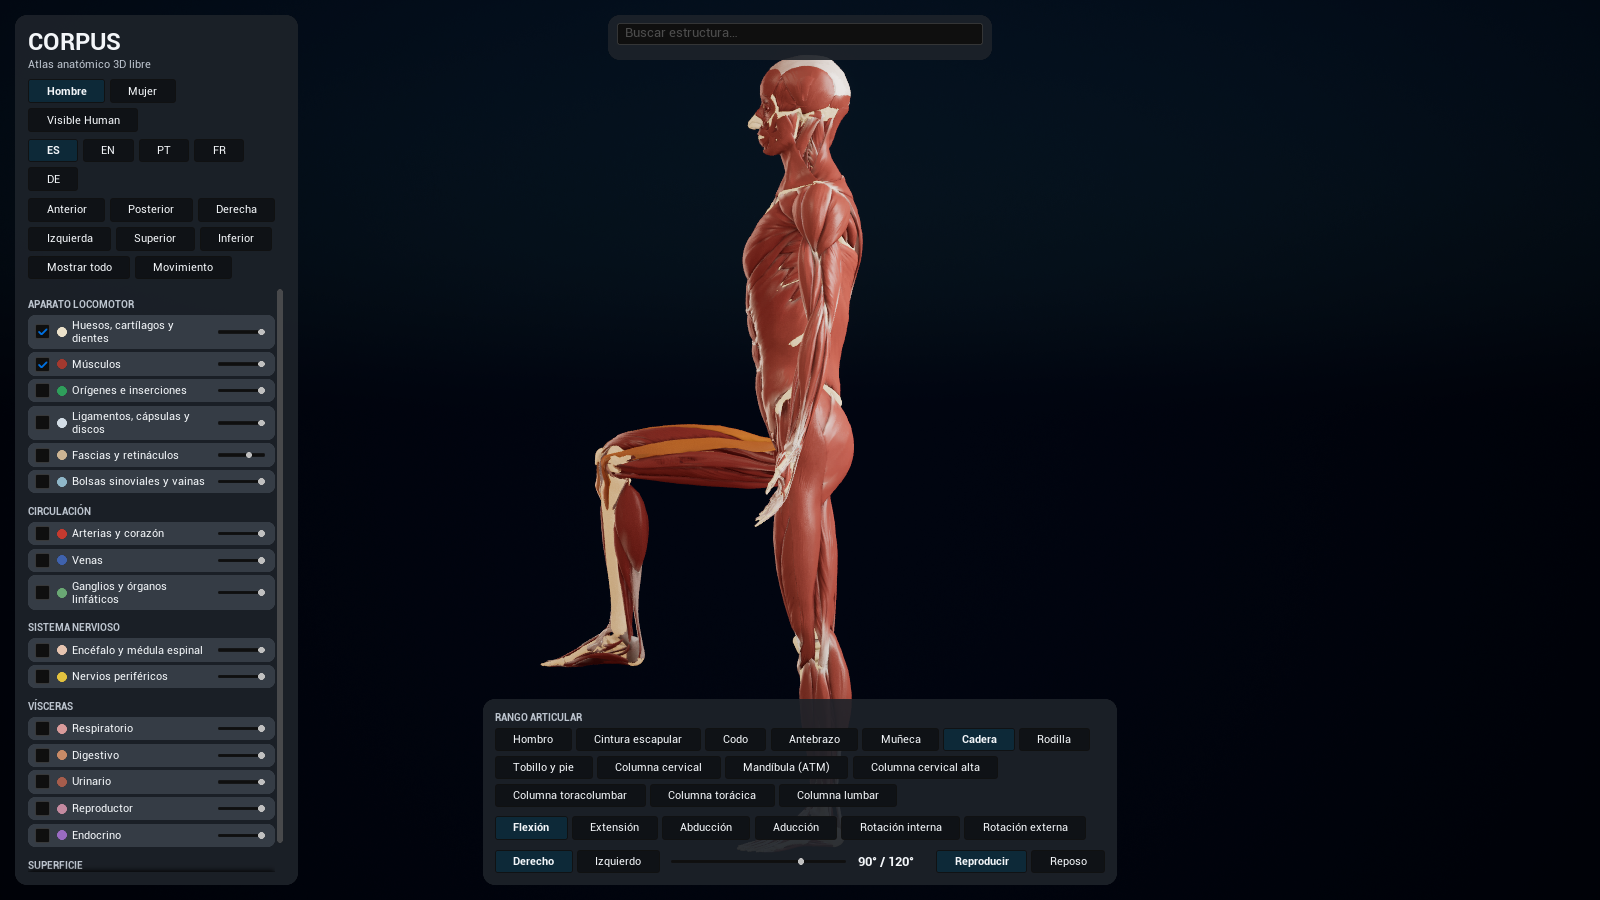 CORPUS
Atlas anatómico 3D libre
Hombre Mujer
Visible Human
ES EN PT FR
DE
Anterior Posterior Derecha
Izquierda Superior Inferior
Mostrar todo Movimiento
APARATO LOCOMOTOR
Huesos, cartílagos y
dientes
Músculos
Orígenes e inserciones
Ligamentos, cápsulas y
discos
Fascias y retináculos
Bolsas sinoviales y vainas
CIRCULACIÓN
Arterias y corazón
Venas
Ganglios y órganos
linfáticos
SISTEMA NERVIOSO
Encéfalo y médula espinal
Nervios periféricos
VÍSCERAS
Respiratorio
Digestivo
Urinario
Reproductor
Endocrino
SUPERFICIE
Buscar estructura...
RANGO ARTICULAR
Hombro Cintura escapular Codo Antebrazo Muñeca Cadera Rodilla
Tobillo y pie Columna cervical Mandíbula (ATM) Columna cervical alta
Columna toracolumbar Columna torácica Columna lumbar
Flexión Extensión Abducción Aducción Rotación interna Rotación externa
Derecho Izquierdo 90° / 120° Reproducir Reposo